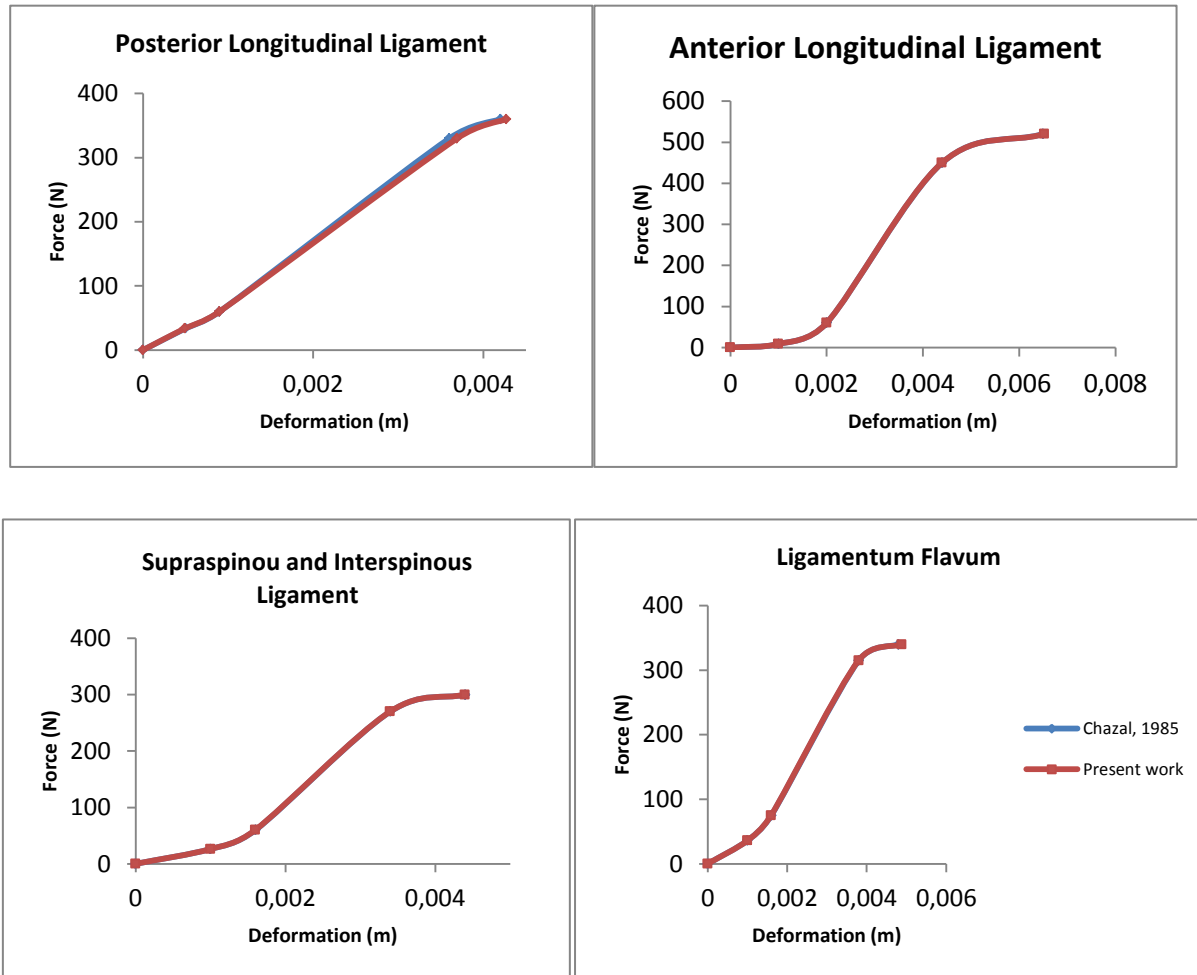 Posterior Longitudinal Ligament
400
300
200
100
0
Force (N)
0
0,002
0,004
Deformation (m)
Anterior Longitudinal Ligament
600
500
400
300
200
100
0
Force (N)
0
0,002
0,004
0,006
0,008
Deformation (m)
Supraspinou and Interspinous
Ligament
400
300
200
100
0
Force (N)
0
0,002
0,004
Deformation (m)
Ligamentum Flavum
400
300
200
100
0
Force (N)
0
0,002
0,004
0,006
Deformation (m)
Chazal, 1985
Present work